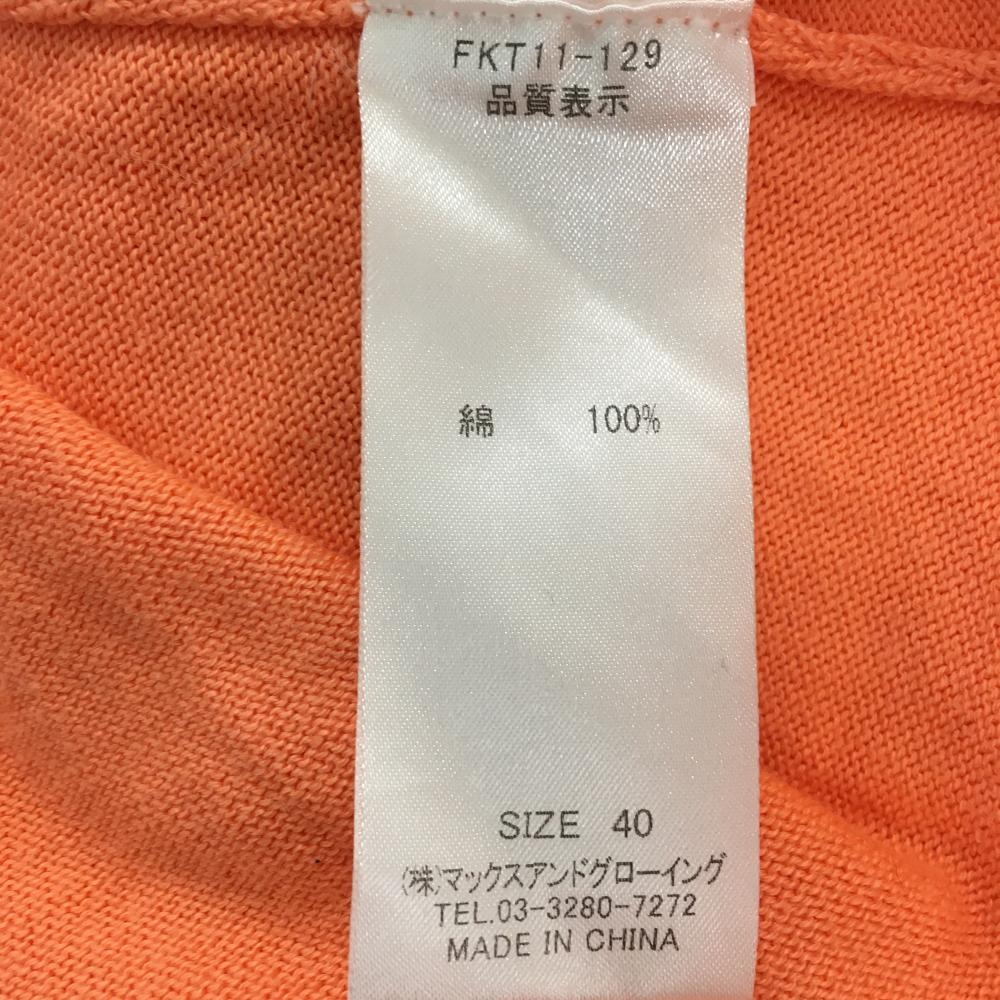 FKT11-129
品質表示
綿 100%
SIZE 40
(株)マックスアンドグローイング
TEL.03-3280-7272
MADE IN CHINA